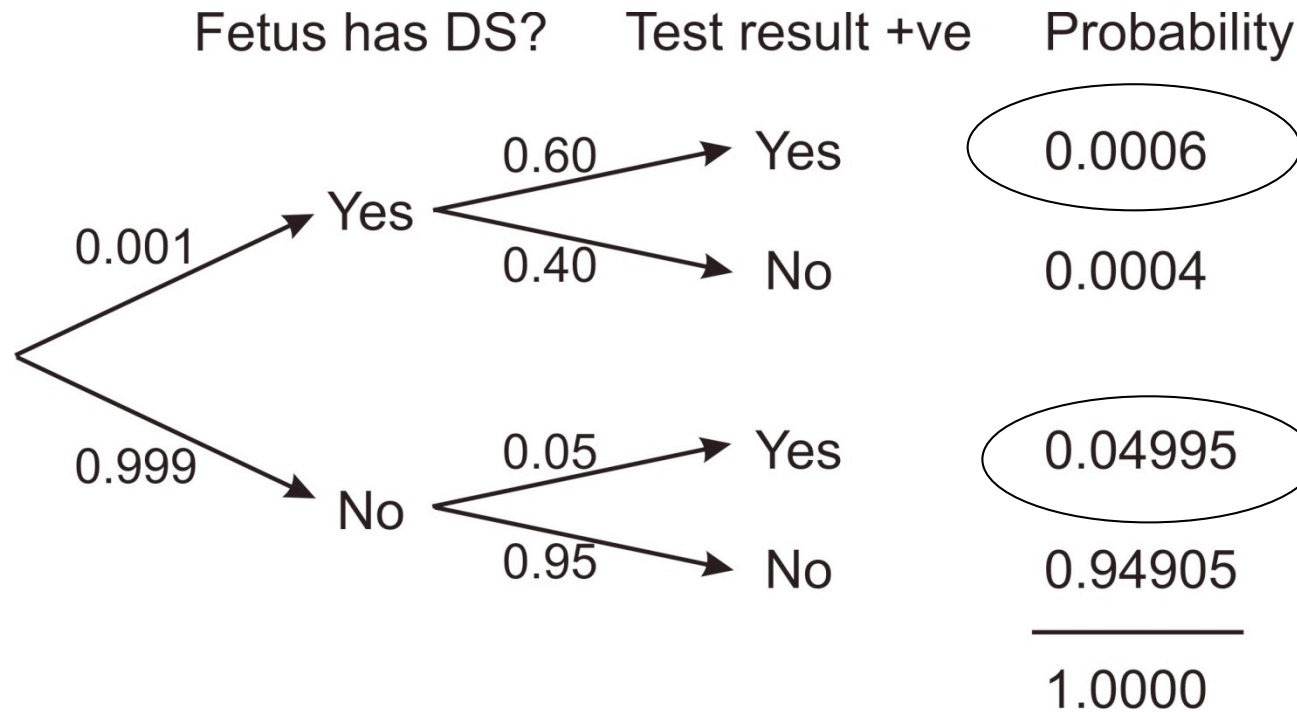 Fetus has DS? Test result +ve Probability
0.60 Yes 0.0006
0.001 Yes
0.40 No 0.0004
0.05 Yes 0.04995
0.999 No
0.95 No 0.94905
1.0000